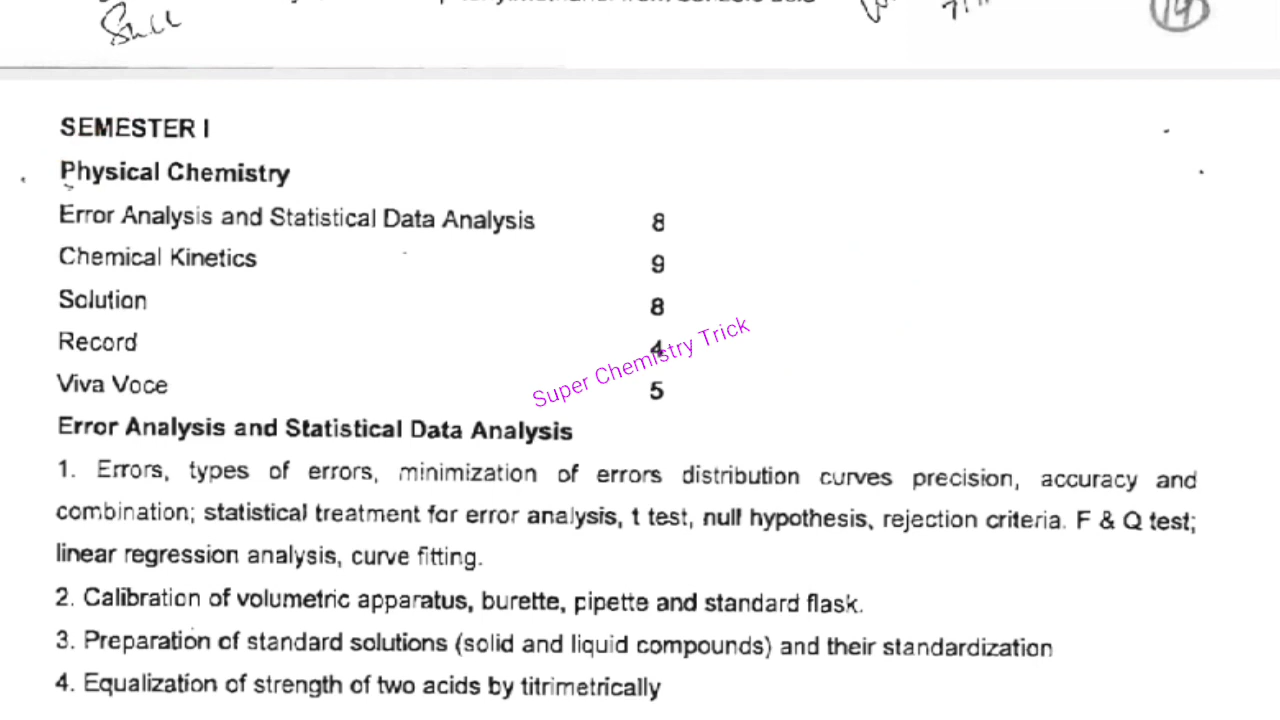 14
SEMESTER I
Physical Chemistry
Error Analysis and Statistical Data Analysis 8
Chemical Kinetics 9
Solution 8
Record 4
Viva Voce 5
Super Chemistry Trick
Error Analysis and Statistical Data Analysis
1. Errors, types of errors, minimization of errors distribution curves precision, accuracy and
combination; statistical treatment for error analysis, t test, null hypothesis, rejection criteria. F & Q test;
linear regression analysis, curve fitting.
2. Calibration of volumetric apparatus, burette, pipette and standard flask.
3. Preparation of standard solutions (solid and liquid compounds) and their standardization
4. Equalization of strength of two acids by titrimetrically